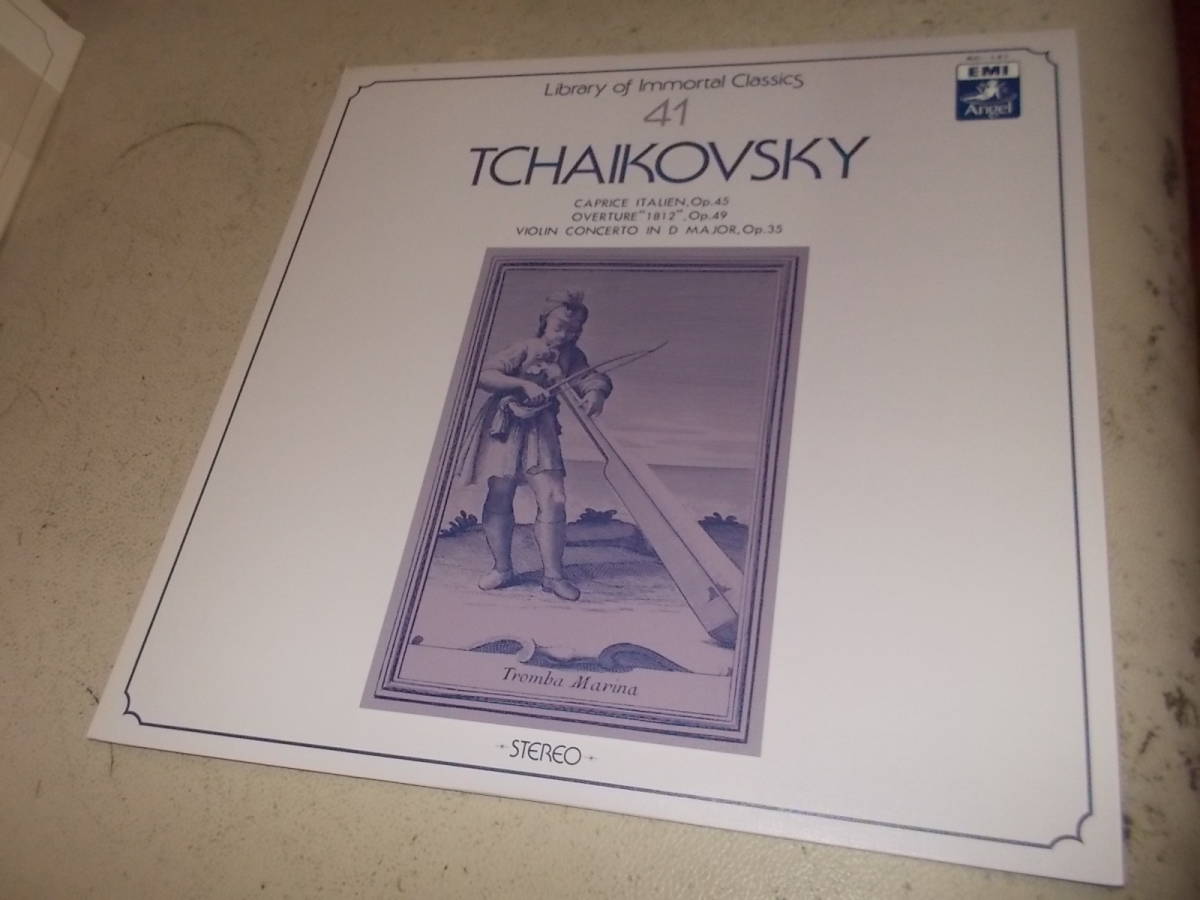 Library of Immortal Classics
41
EMI
Angel
TCHAIKOVSKY
CAPRICE ITALIEN, Op.45
OVERTURE "1812", Op.49
VIOLIN CONCERTO IN D MAJOR, Op.35
Tromba Marina
STEREO